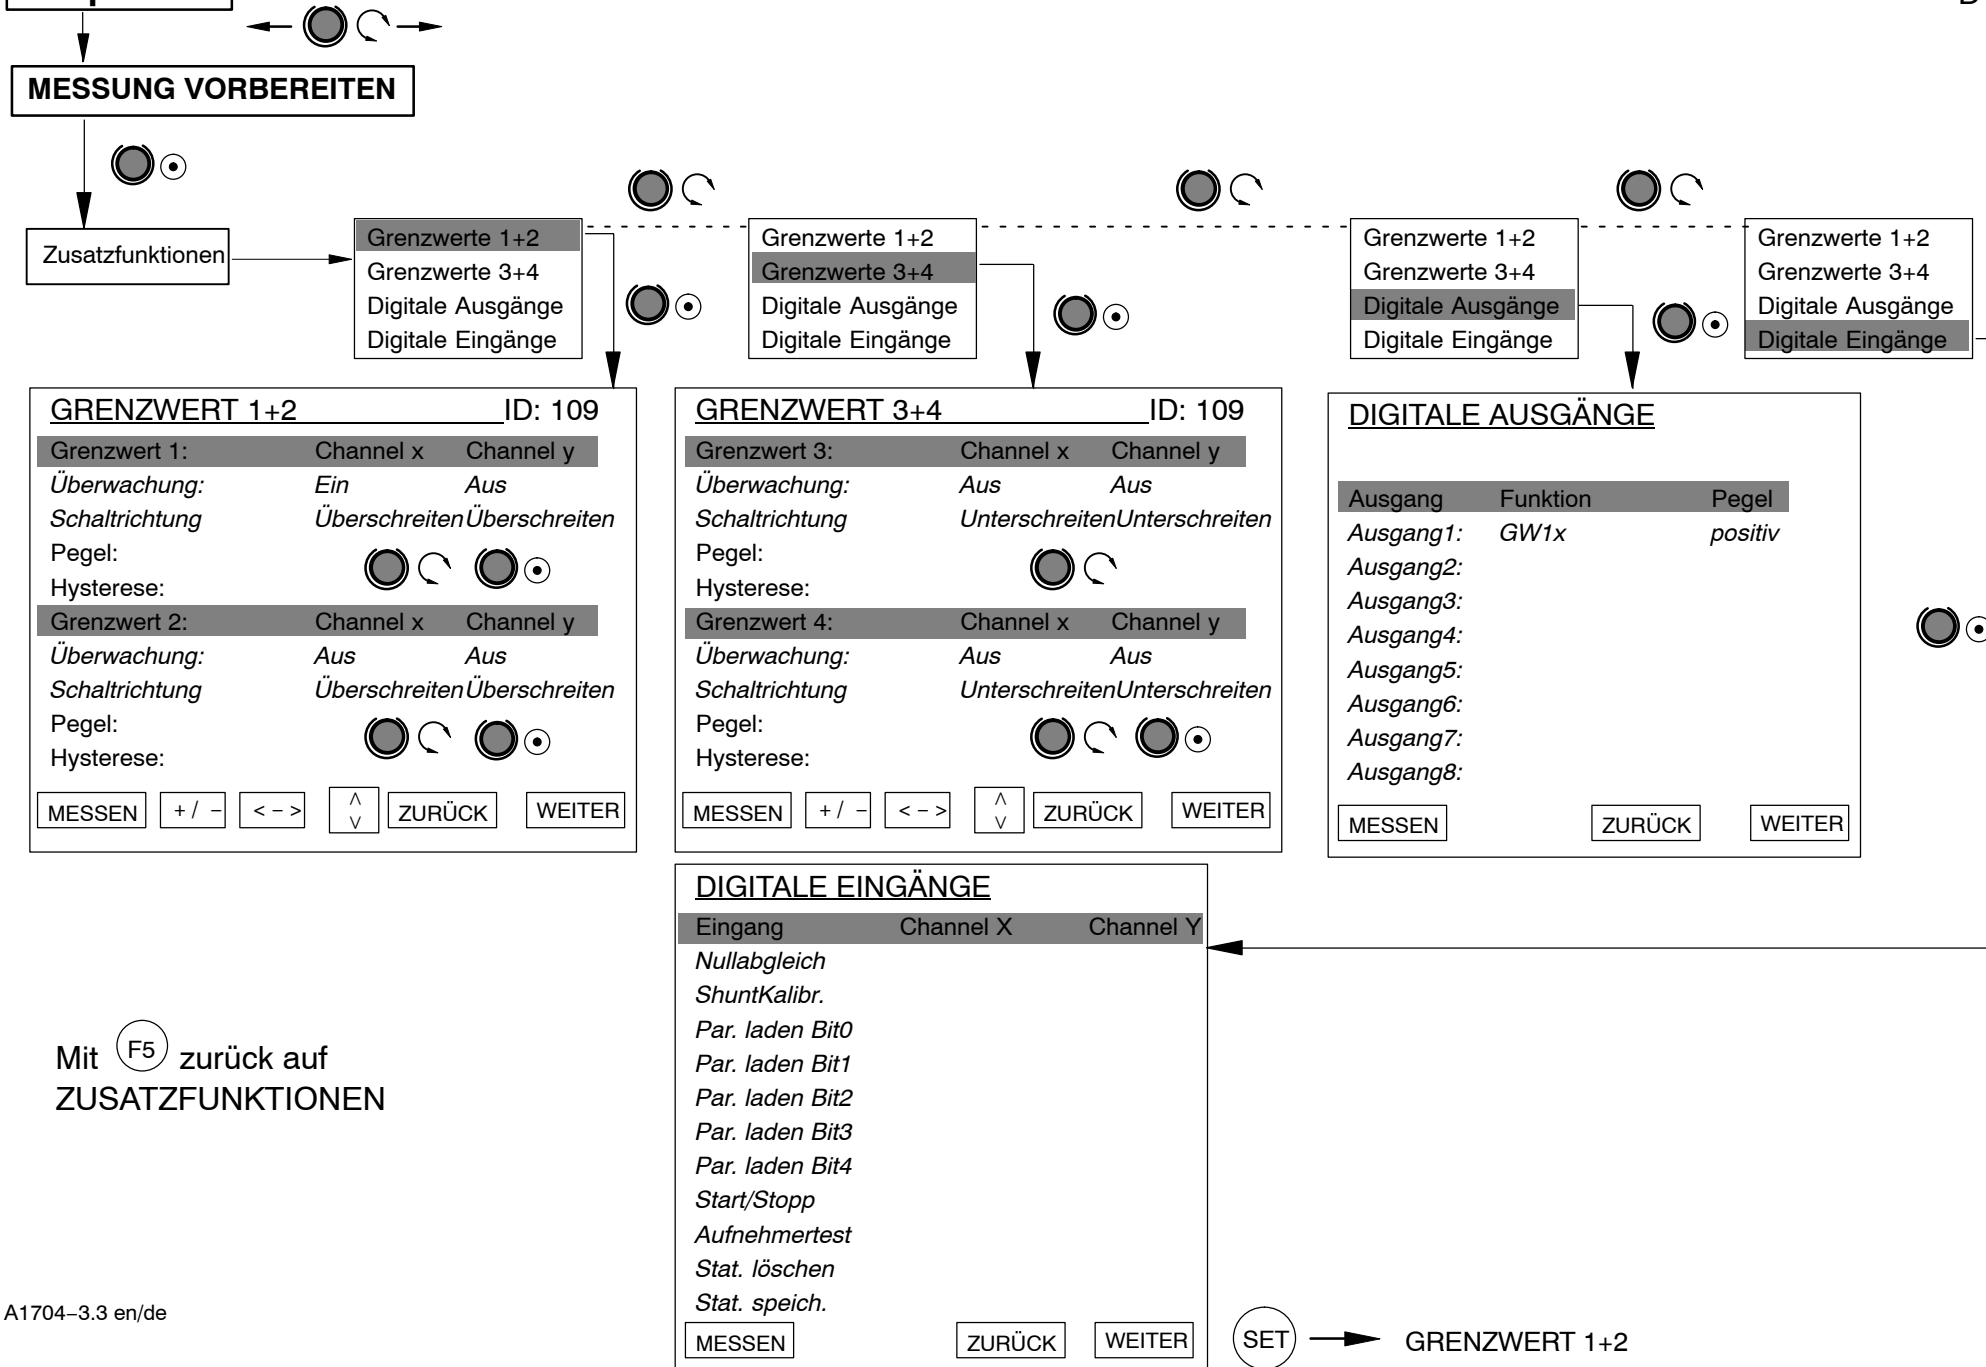 MESSUNG VORBEREITEN
Zusatzfunktionen
Grenzwerte 1+2
Grenzwerte 3+4
Digitale Ausgänge
Digitale Eingänge
Grenzwerte 1+2
Grenzwerte 3+4
Digitale Ausgänge
Digitale Eingänge
Grenzwerte 1+2
Grenzwerte 3+4
Digitale Ausgänge
Digitale Eingänge
Grenzwerte 1+2
Grenzwerte 3+4
Digitale Ausgänge
Digitale Eingänge
GRENZWERT 1+2 ID: 109
Grenzwert 1: Channel x Channel y
Überwachung: Ein Aus
Schaltrichtung Überschreiten Überschreiten
Pegel:
Hysterese:
Grenzwert 2: Channel x Channel y
Überwachung: Aus Aus
Schaltrichtung Überschreiten Überschreiten
Pegel:
Hysterese:
MESSEN + / − < − > ^ v ZURÜCK WEITER
GRENZWERT 3+4 ID: 109
Grenzwert 3: Channel x Channel y
Überwachung: Aus Aus
Schaltrichtung Unterschreiten Unterschreiten
Pegel:
Hysterese:
Grenzwert 4: Channel x Channel y
Überwachung: Aus Aus
Schaltrichtung Unterschreiten Unterschreiten
Pegel:
Hysterese:
MESSEN + / − < − > ^ v ZURÜCK WEITER
DIGITALE AUSGÄNGE
Ausgang Funktion Pegel
Ausgang1: GW1x positiv
Ausgang2:
Ausgang3:
Ausgang4:
Ausgang5:
Ausgang6:
Ausgang7:
Ausgang8:
MESSEN ZURÜCK WEITER
DIGITALE EINGÄNGE
Eingang Channel X Channel Y
Nullabgleich
ShuntKalibr.
Par. laden Bit0
Par. laden Bit1
Par. laden Bit2
Par. laden Bit3
Par. laden Bit4
Start/Stopp
Aufnehmertest
Stat. löschen
Stat. speich.
MESSEN ZURÜCK WEITER
Mit F5 zurück auf
ZUSATZFUNKTIONEN
SET GRENZWERT 1+2
A1704−3.3 en/de